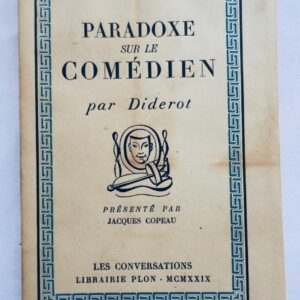 PARADOXE
SUR LE
COMÉDIEN
par Diderot
PRÉSENTÉ PAR
JACQUES COPEAU
LES CONVERSATIONS
LIBRAIRIE PLON · MCMXXIX